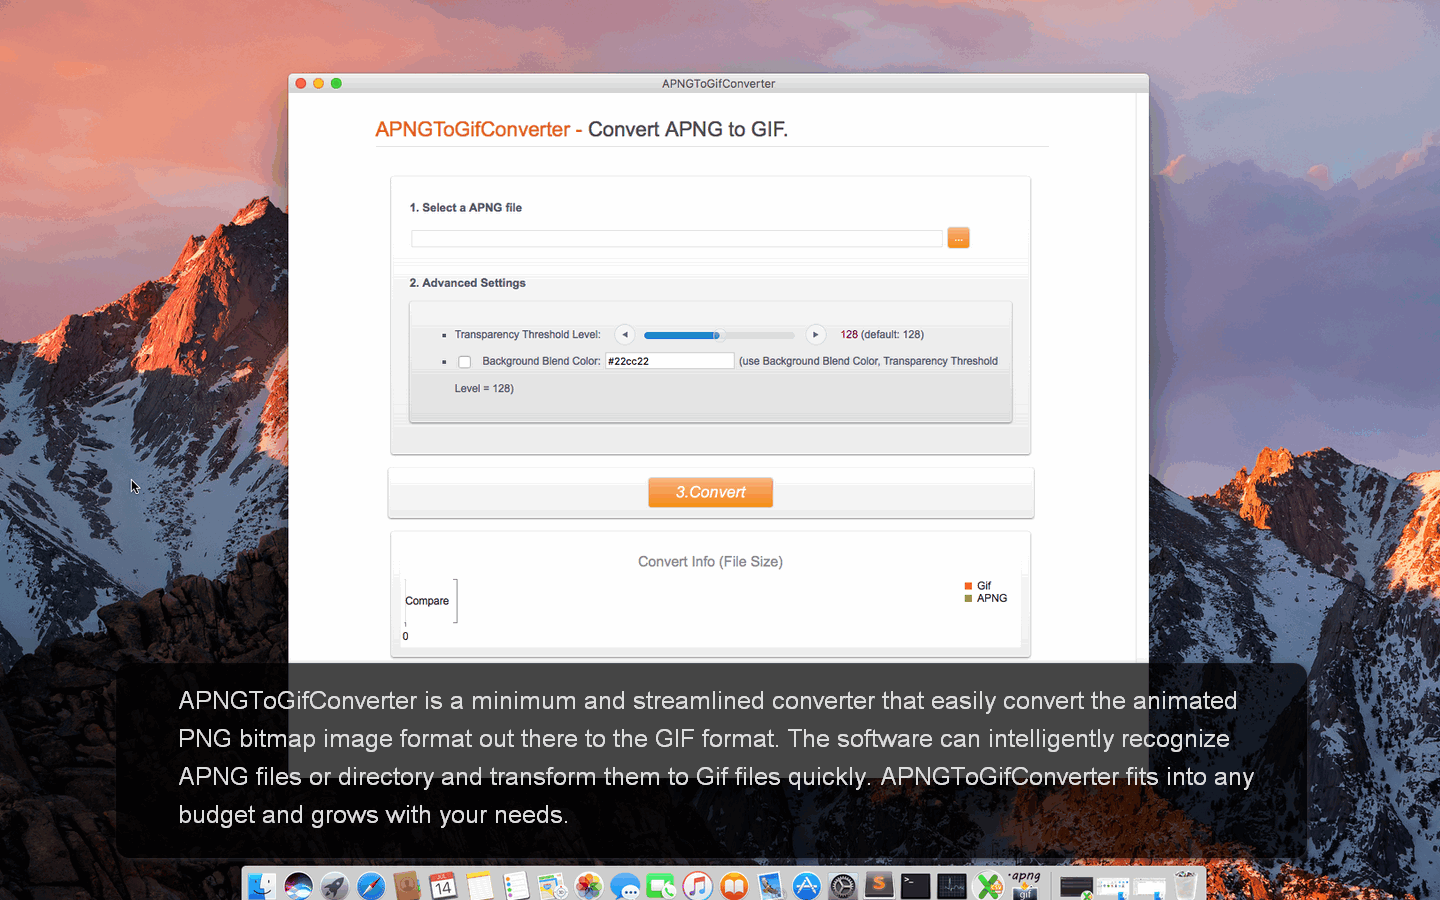 APNGToGifConverter
APNGToGifConverter - Convert APNG to GIF.
1. Select a APNG file
...
2. Advanced Settings
Transparency Threshold Level: 128 (default: 128)
Background Blend Color: #22cc22 (use Background Blend Color, Transparency Threshold
Level = 128)
3.Convert
Convert Info (File Size)
Gif
APNG
Compare
0
APNGToGifConverter is a minimum and streamlined converter that easily convert the animated
PNG bitmap image format out there to the GIF format. The software can intelligently recognize
APNG files or directory and transform them to Gif files quickly. APNGToGifConverter fits into any
budget and grows with your needs.
JUL
14
apng
gif